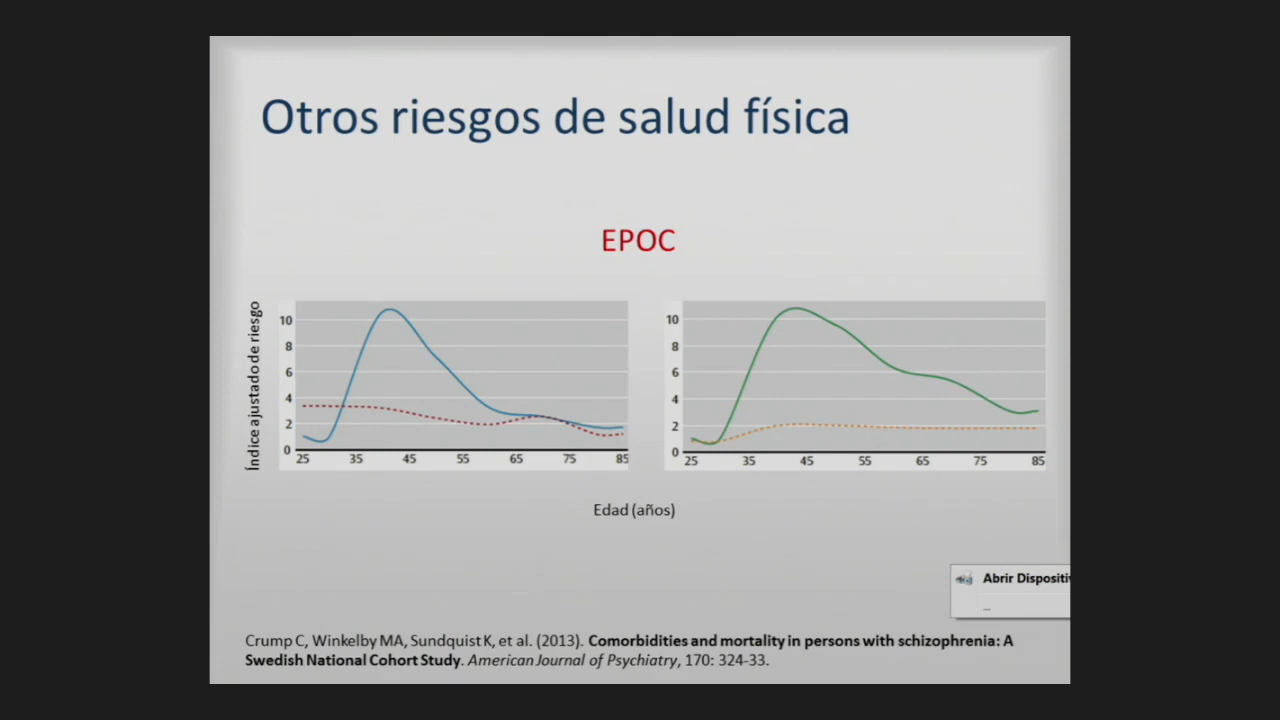 Otros riesgos de salud física
EPOC
Índice ajustado de riesgo
10
8
6
4
2
0
25 35 45 55 65 75 85
10
8
6
4
2
0
25 35 45 55 65 75 85
Edad (años)
Abrir Dispositiv
...
Crump C, Winkelby MA, Sundquist K, et al. (2013). Comorbidities and mortality in persons with schizophrenia: A
Swedish National Cohort Study. American Journal of Psychiatry, 170: 324-33.